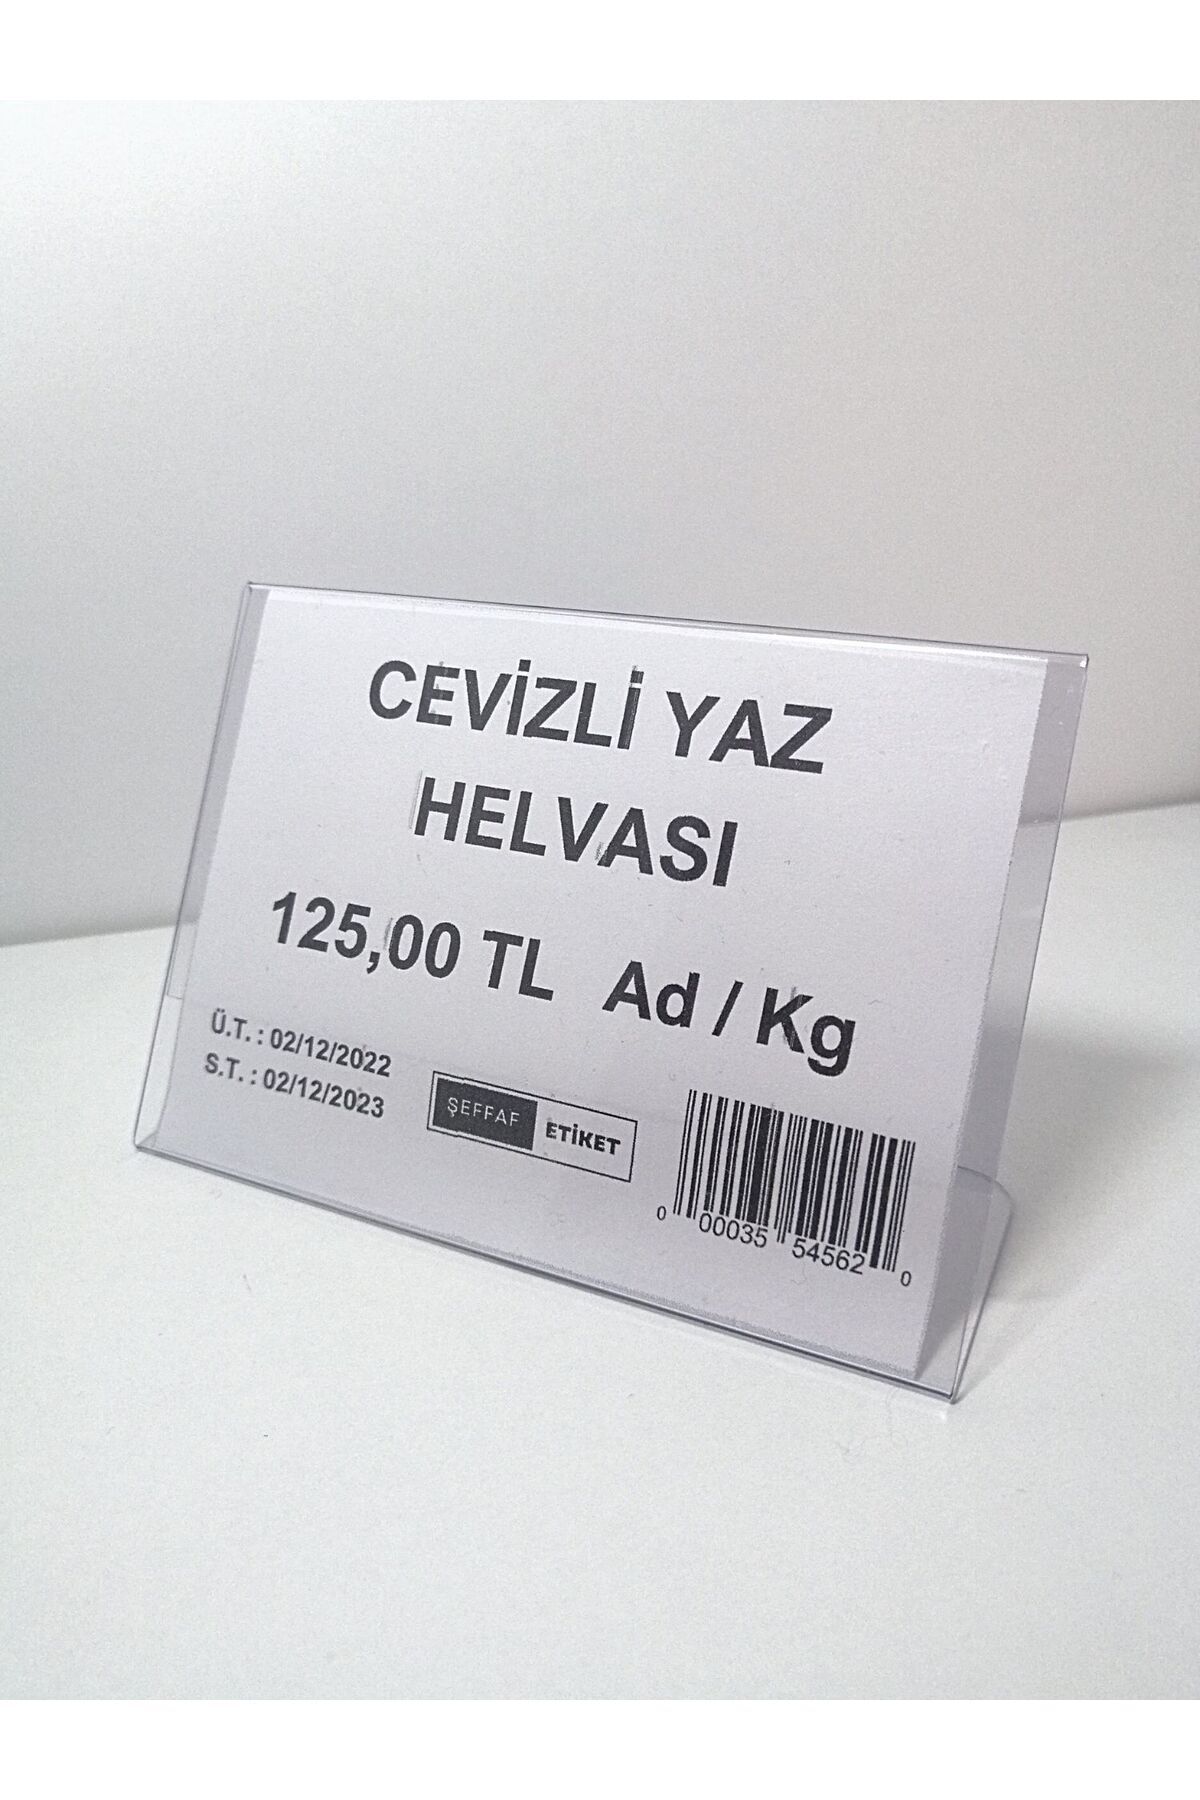 CEVİZLİ YAZ
HELVASI
125,00 TL Ad / Kg
Ü.T. : 02/12/2022
S.T. : 02/12/2023
ŞEFFAF ETİKET
0 00035 54562 0